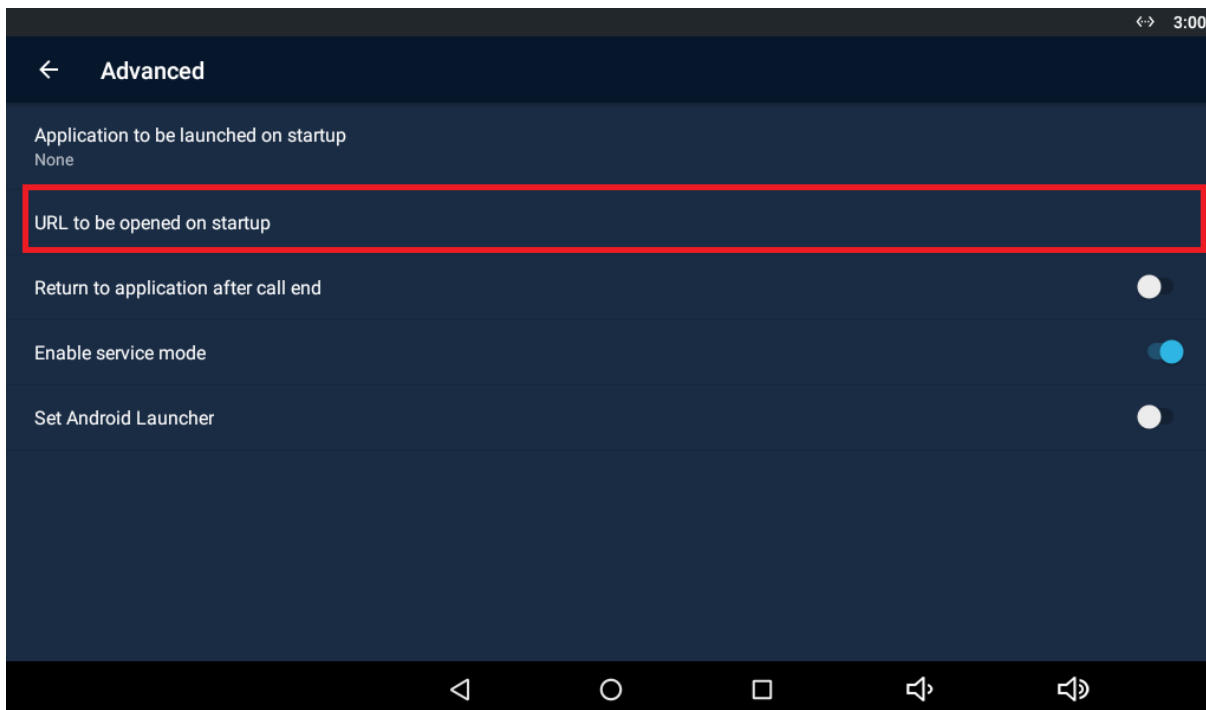 3:00
Advanced
Application to be launched on startup
None
URL to be opened on startup
Return to application after call end
Enable service mode
Set Android Launcher